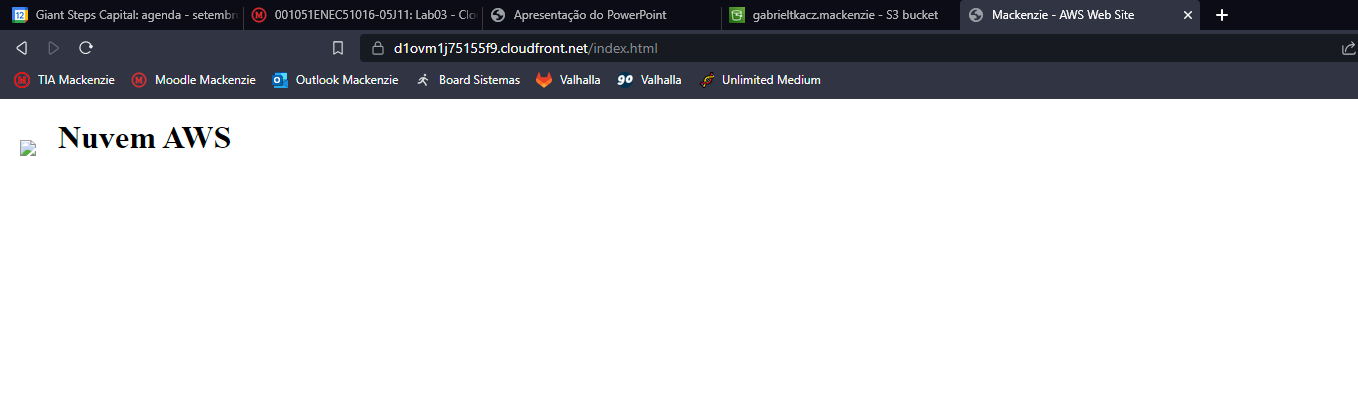 12 Giant Steps Capital: agenda - setembr
M 001051ENEC51016-05J11: Lab03 - Clo
Apresentação do PowerPoint
gabrieltkacz.mackenzie - S3 bucket
Mackenzie - AWS Web Site
d1ovm1j75155f9.cloudfront.net/index.html
M TIA Mackenzie
M Moodle Mackenzie
Outlook Mackenzie
Board Sistemas
Valhalla
go Valhalla
Unlimited Medium
Nuvem AWS